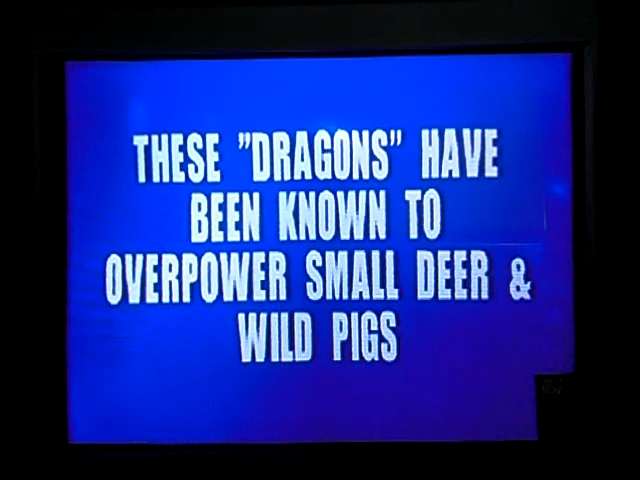 THESE "DRAGONS" HAVE
BEEN KNOWN TO
OVERPOWER SMALL DEER &
WILD PIGS